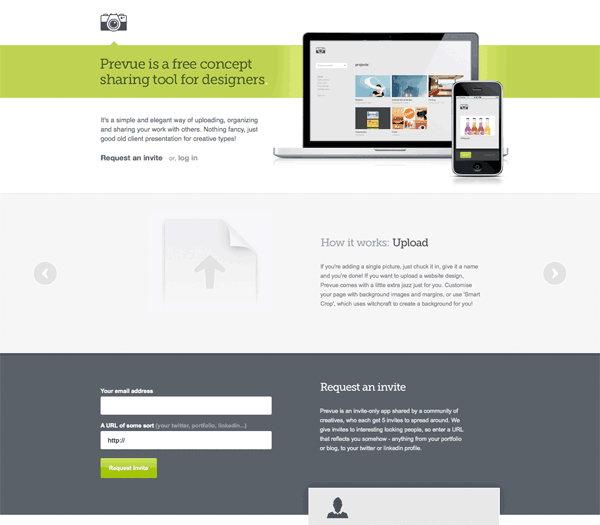 Prevue is a free concept
sharing tool for designers.
projects
It's a simple and elegant way of uploading, organizing
and sharing your work with others. Nothing fancy, just
good old client presentation for creative types!
Request an invite or, log in
How it works: Upload
If you're adding a single picture, just chuck it in, give it a name
and you're done! If you want to upload a website design,
Prevue comes with a little extra jazz just for you. Customise
your page with background images and margins, or use 'Smart
Crop', which uses witchcraft to create a background for you!
Your email address
A URL of some sort (your twitter, portfolio, linkedin...)
http://
Request Invite
Request an invite
Prevue is an invite-only app shared by a community of
creatives, who each get 5 invites to spread around. We
give invites to interesting looking people, so enter a URL
that reflects you somehow - anything from your portfolio
or blog, to your twitter or linkedin profile.